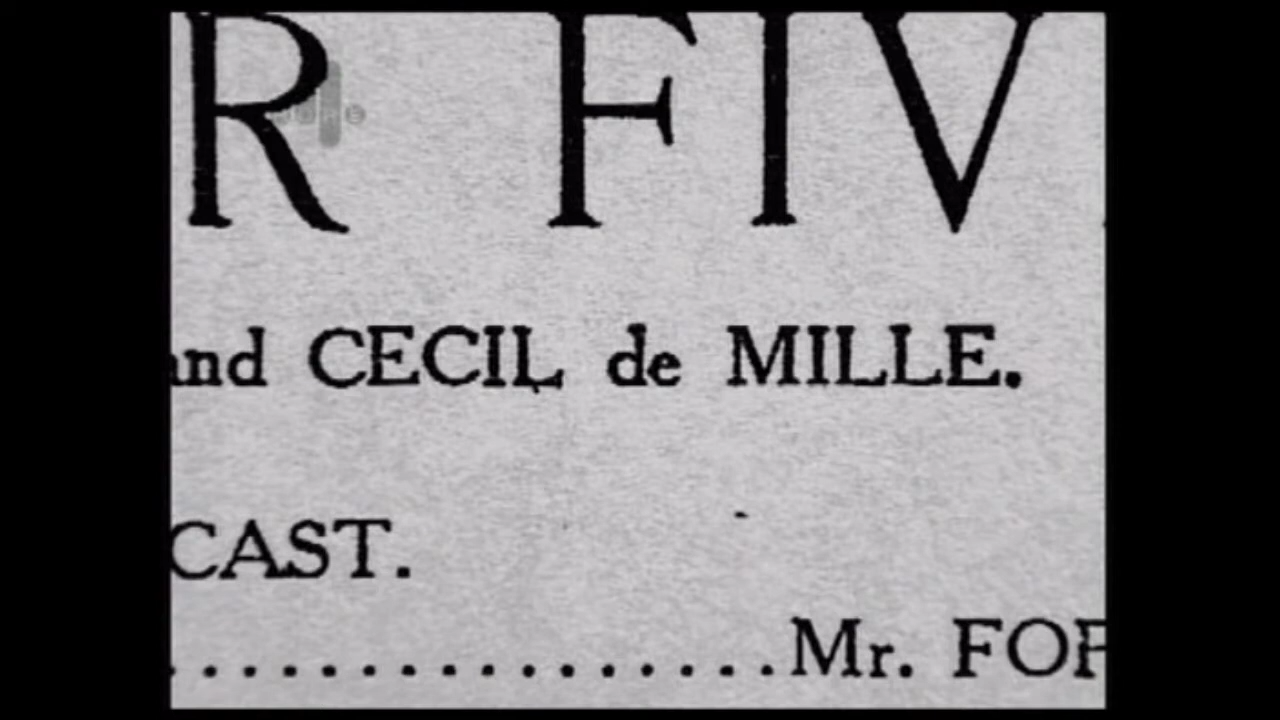 R FIV
and CECIL de MILLE.
CAST.
.................Mr. FOR